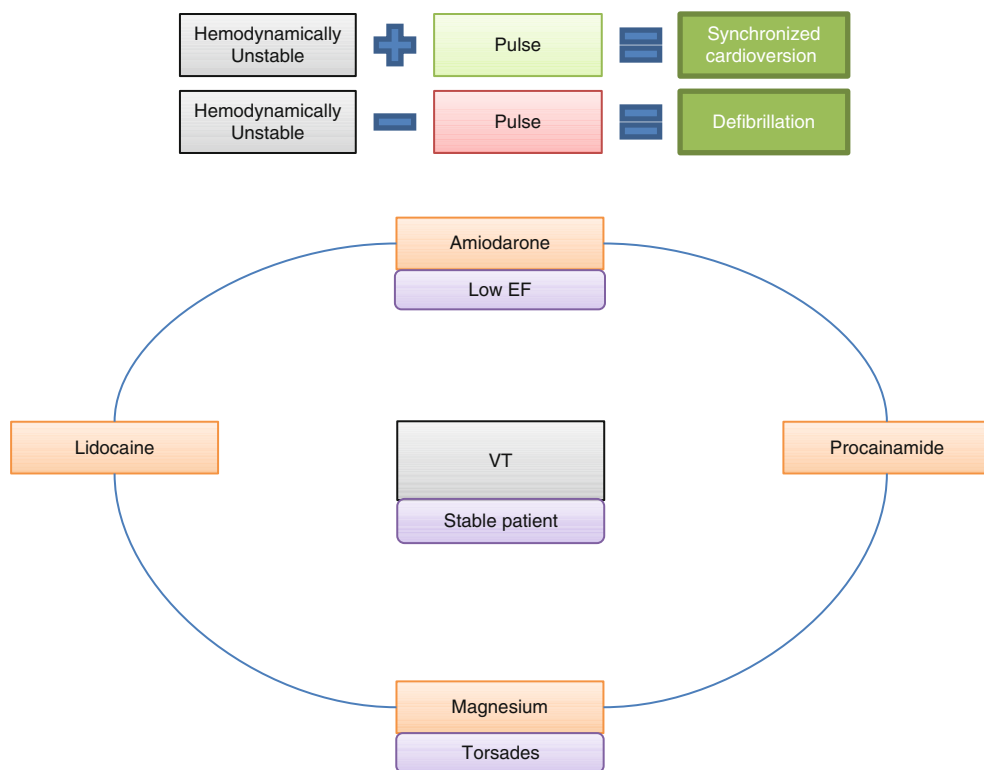 Hemodynamically
Unstable
Pulse
Synchronized
cardioversion
Hemodynamically
Unstable
Pulse
Defibrillation
Amiodarone
Low EF
Lidocaine
VT
Stable patient
Procainamide
Magnesium
Torsades